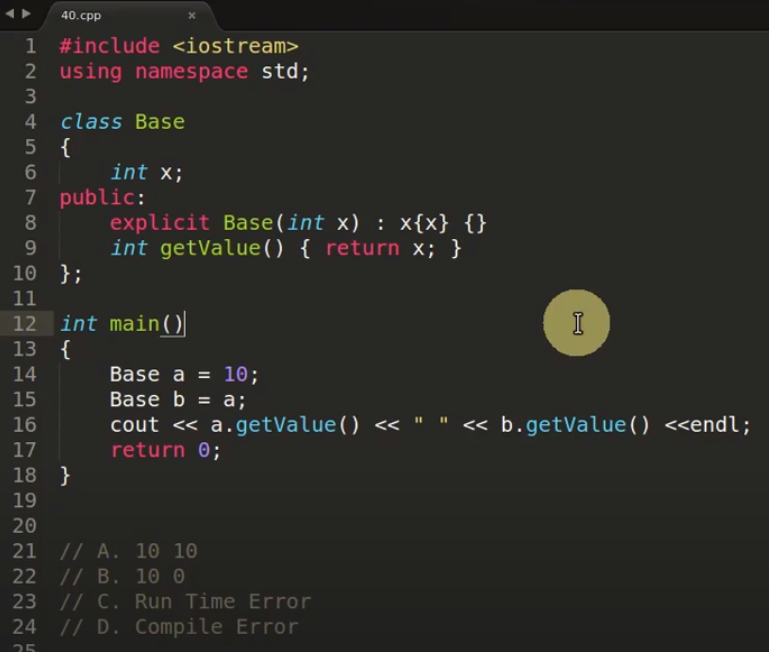 40.cpp ×
1 #include <iostream>
2 using namespace std;
3
4 class Base
5 {
6     int x;
7 public:
8     explicit Base(int x) : x{x} {}
9     int getValue() { return x; }
10 };
11
12 int main()
13 {
14     Base a = 10;
15     Base b = a;
16     cout << a.getValue() << " " << b.getValue() <<endl;
17     return 0;
18 }
19
20
21 // A. 10 10
22 // B. 10 0
23 // C. Run Time Error
24 // D. Compile Error
25